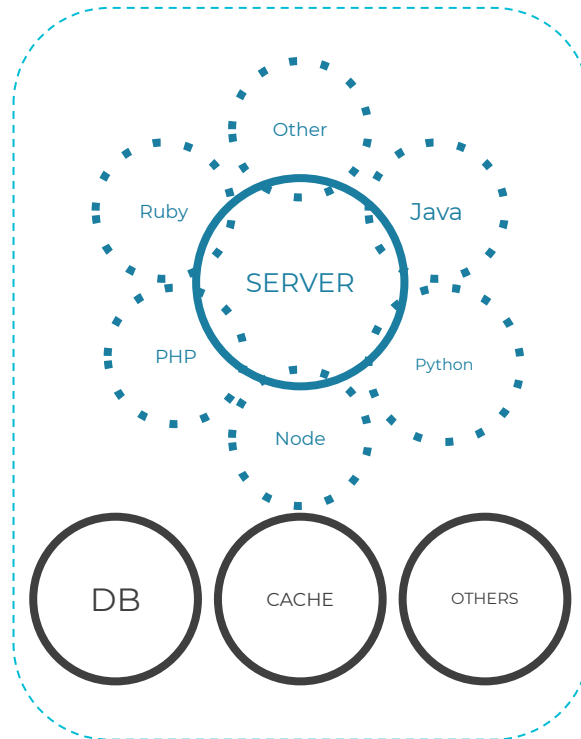 Other
Ruby
Java
SERVER
PHP
Python
Node
DB
CACHE
OTHERS